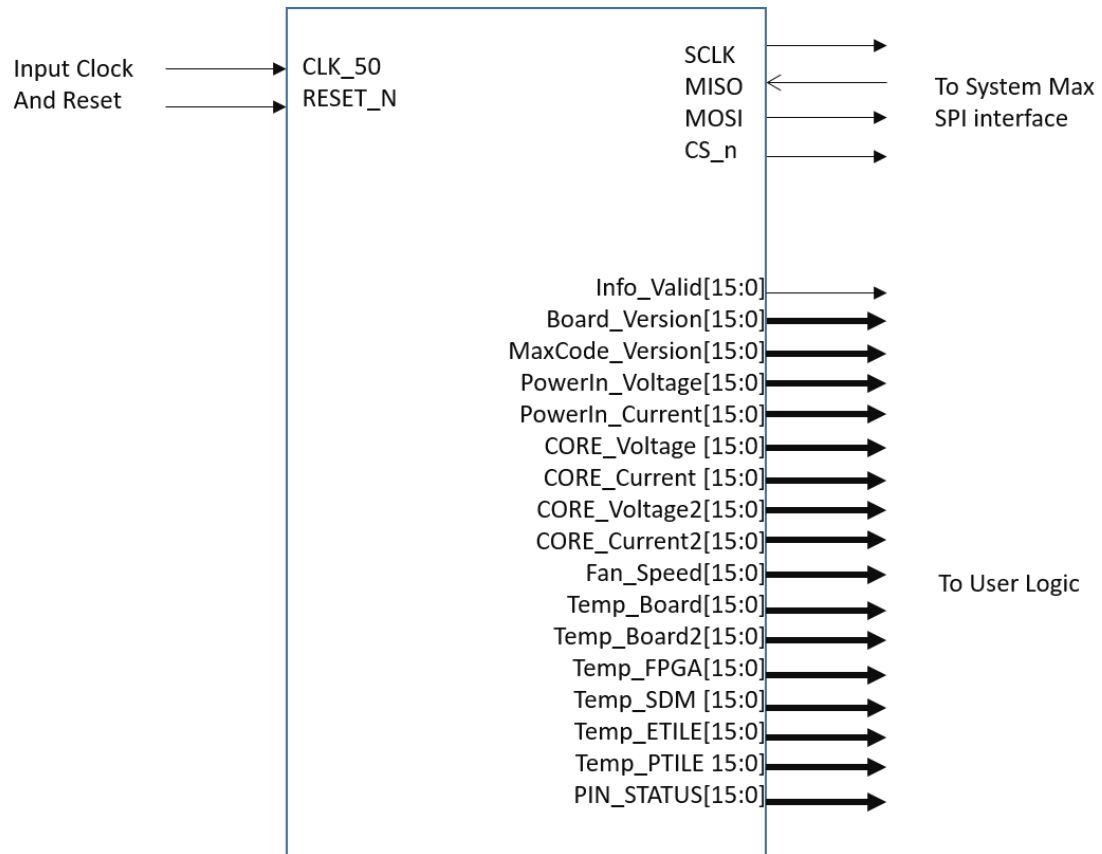 Input Clock
And Reset
CLK_50
RESET_N
SCLK
MISO
MOSI
CS_n
To System Max
SPI interface
Info_Valid[15:0]
Board_Version[15:0]
MaxCode_Version[15:0]
PowerIn_Voltage[15:0]
PowerIn_Current[15:0]
CORE_Voltage [15:0]
CORE_Current [15:0]
CORE_Voltage2[15:0]
CORE_Current2[15:0]
Fan_Speed[15:0]
Temp_Board[15:0]
Temp_Board2[15:0]
Temp_FPGA[15:0]
Temp_SDM [15:0]
Temp_ETILE[15:0]
Temp_PTILE 15:0]
PIN_STATUS[15:0]
To User Logic